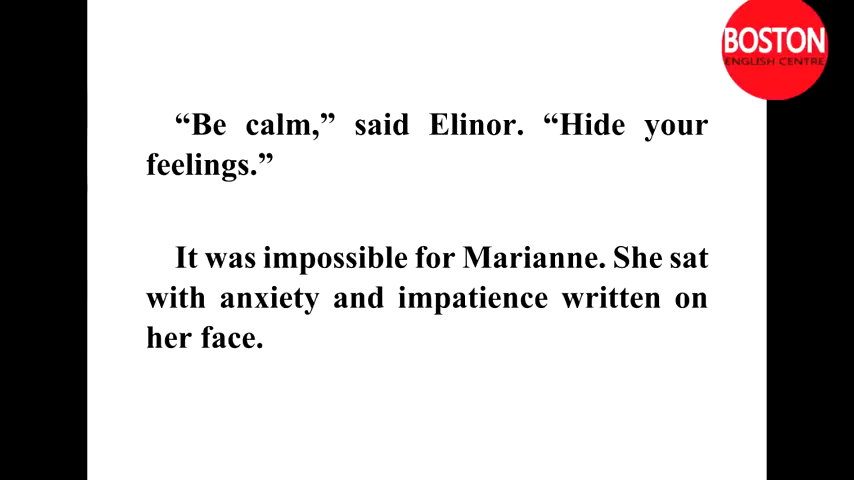 BOSTON
ENGLISH CENTRE
“Be calm,” said Elinor. “Hide your
feelings.”
It was impossible for Marianne. She sat
with anxiety and impatience written on
her face.